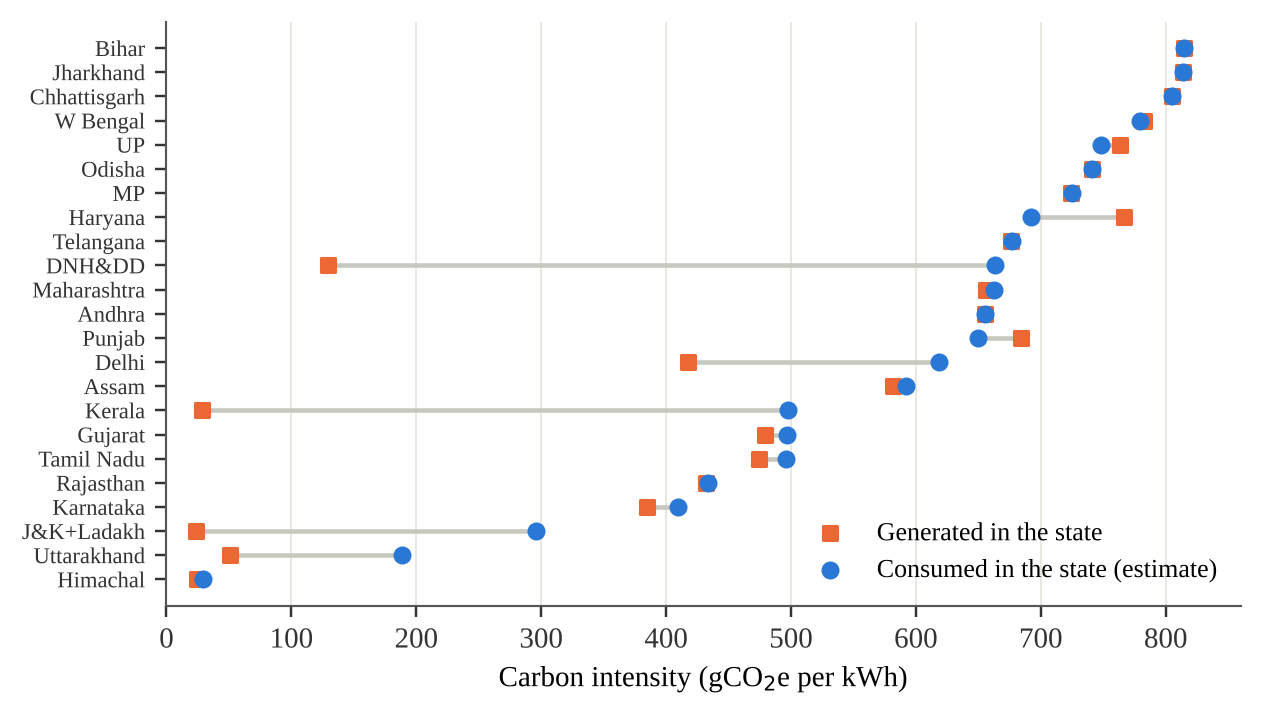 Bihar
Jharkhand
Chhattisgarh
W Bengal
UP
Odisha
MP
Haryana
Telangana
DNH&DD
Maharashtra
Andhra
Punjab
Delhi
Assam
Kerala
Gujarat
Tamil Nadu
Rajasthan
Karnataka
J&K+Ladakh
Uttarakhand
Himachal
Generated in the state
Consumed in the state (estimate)
0 100 200 300 400 500 600 700 800
Carbon intensity (gCO₂e per kWh)